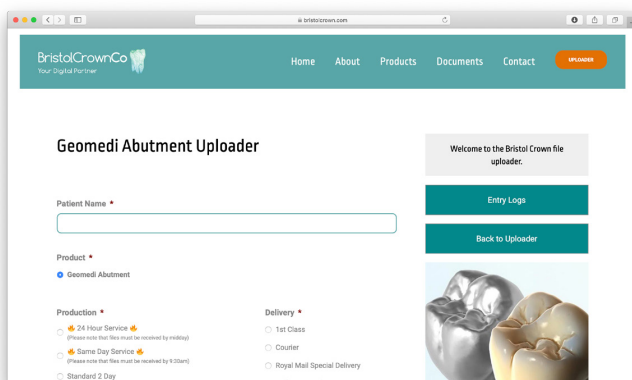 bristolcrown.com
BristolCrownCo
Your Digital Partner
Home About Products Documents Contact UPLOADER
Geomedi Abutment Uploader
Welcome to the Bristol Crown file
uploader.
Patient Name *
Entry Logs
Back to Uploader
Product *
Geomedi Abutment
Production *
🔥 24 Hour Service 🔥
(Please note that files must be received by midday)
🔥 Same Day Service 🔥
(Please note that files must be received by 9:30am)
Standard 2 Day
Delivery *
1st Class
Courier
Royal Mail Special Delivery